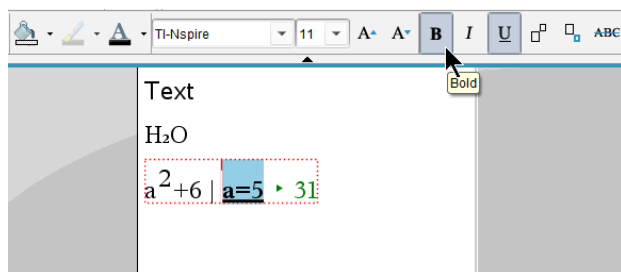 TI-Nspire 11 A A B I U ABC
Bold
Text
H₂O
a²+6 | a=5 ▸ 31